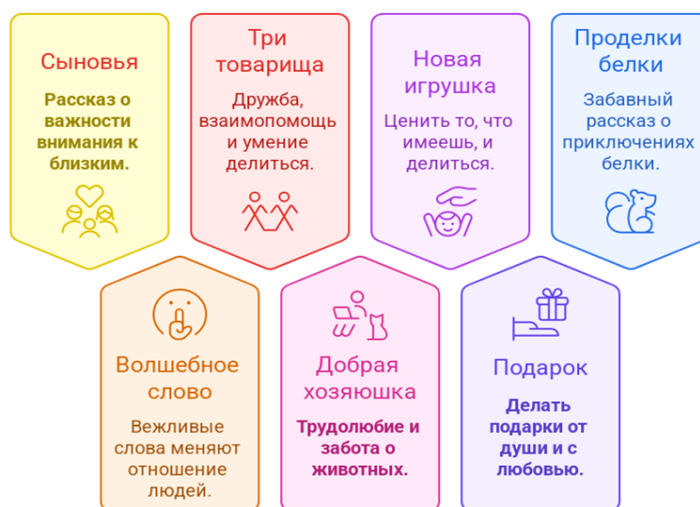 Сыновья
Рассказ о
важности
внимания к
близким.
Три
товарища
Дружба,
взаимопомощь
и умение
делиться.
Новая
игрушка
Ценить то, что
имеешь, и
делиться.
Проделки
белки
Забавный
рассказ о
приключениях
белки.
Волшебное
слово
Вежливые
слова меняют
отношение
людей.
Добрая
хозяюшка
Трудолюбие и
забота о
животных.
Подарок
Делать
подарки от
души и с
любовью.